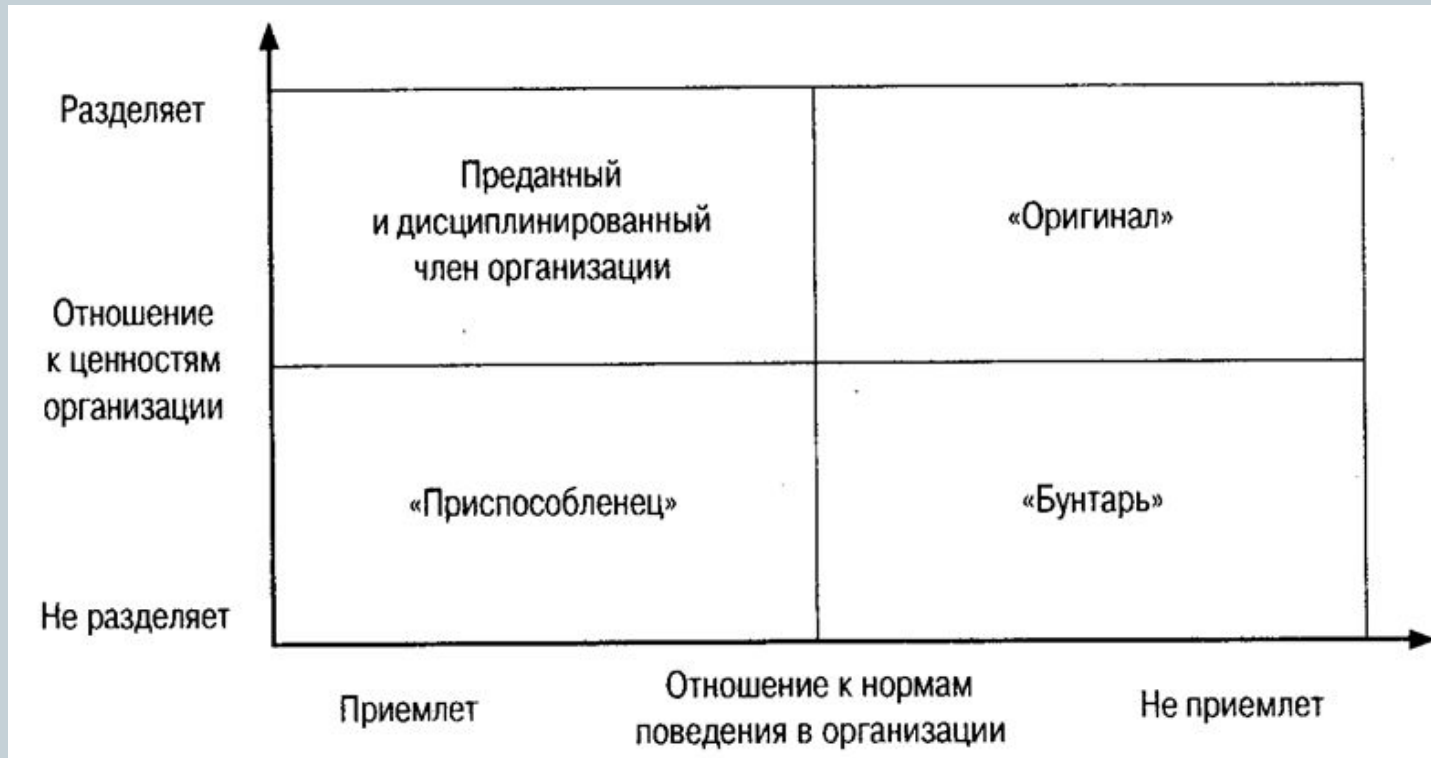 Разделяет
Преданный
и дисциплинированный
член организации
«Оригинал»
Отношение
к ценностям
организации
«Приспособленец»
«Бунтарь»
Не разделяет
Приемлет
Отношение к нормам
поведения в организации
Не приемлет